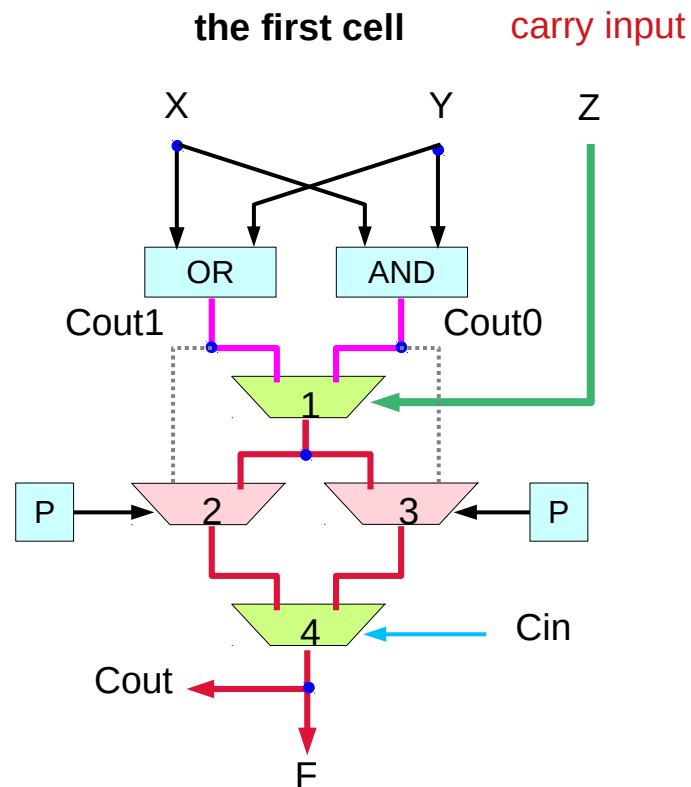 the first cell
carry input
X
Y
Z
OR
AND
Cout1
Cout0
1
P
2
3
P
4
Cin
Cout
F